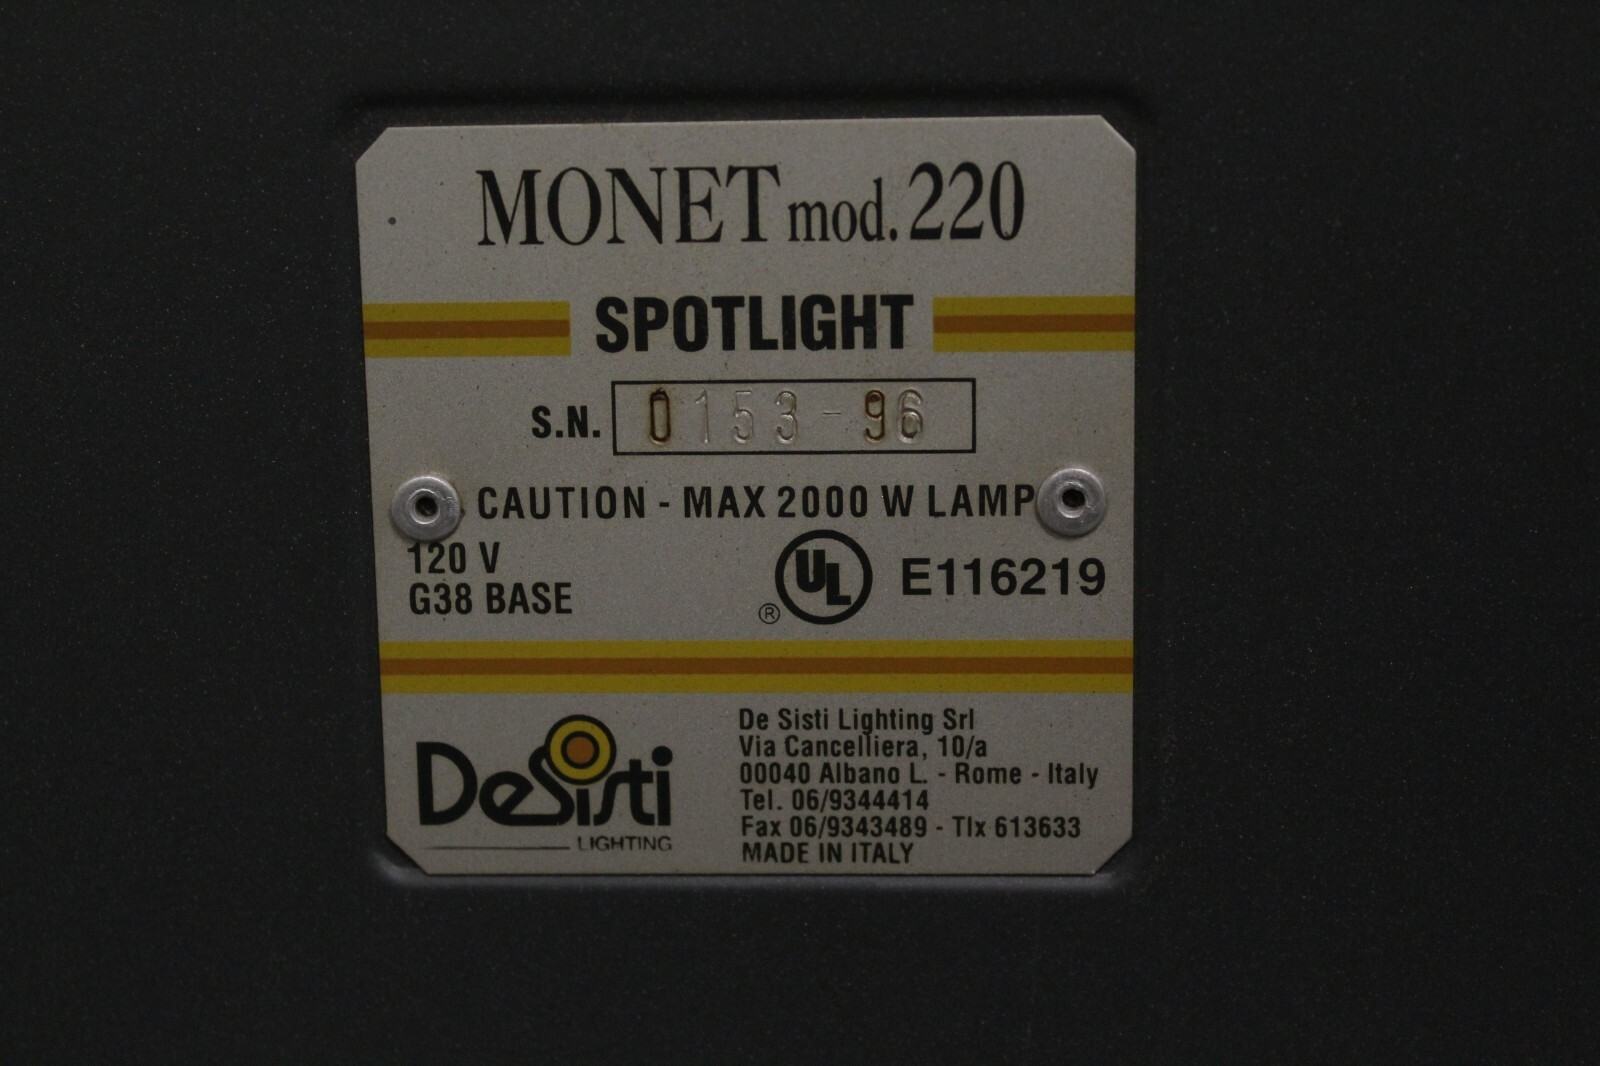 MONET mod. 220
SPOTLIGHT
S.N. 0153-96
CAUTION - MAX 2000 W LAMP
120 V
G38 BASE
® UL E116219
DeSisti
LIGHTING
De Sisti Lighting Srl
Via Cancelliera, 10/a
00040 Albano L. - Rome - Italy
Tel. 06/9344414
Fax 06/9343489 - Tlx 613633
MADE IN ITALY